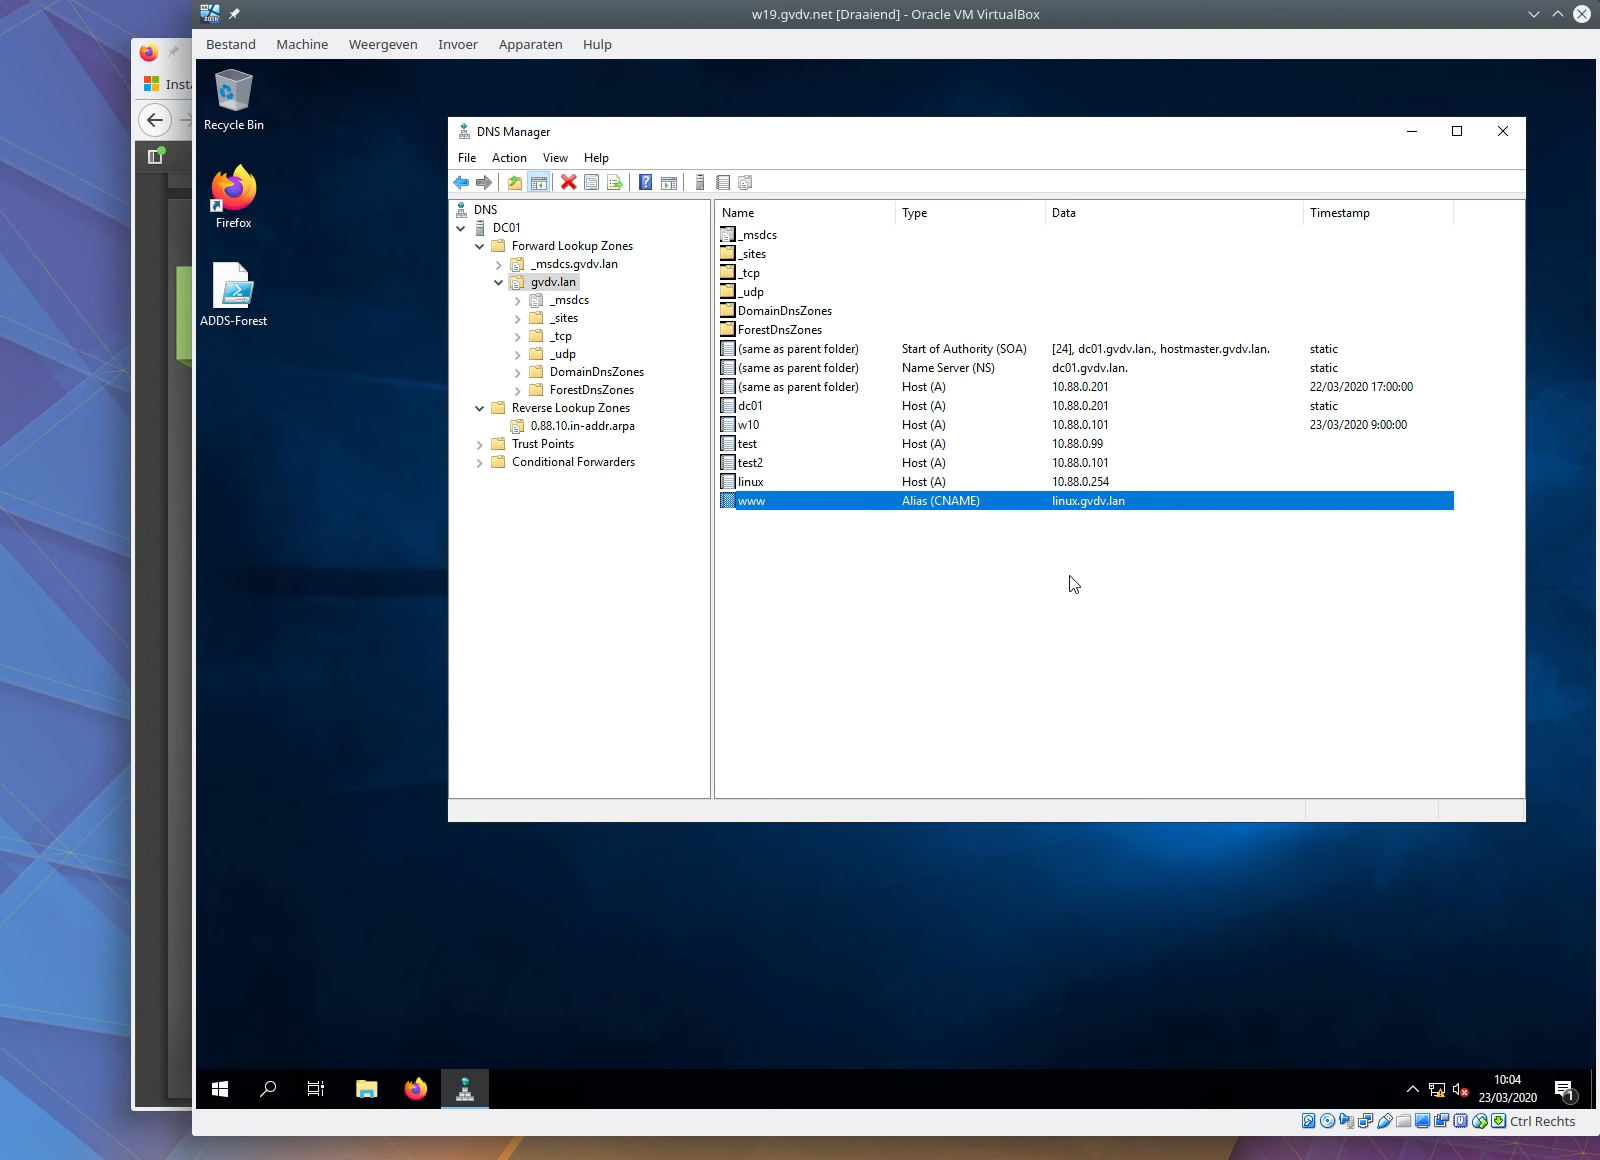 w19.gvdv.net [Draaiend] - Oracle VM VirtualBox
Bestand Machine Weergeven Invoer Apparaten Hulp
Recycle Bin
Firefox
ADDS-Forest
DNS Manager
File Action View Help
DNS
DC01
Forward Lookup Zones
_msdcs.gvdv.lan
gvdv.lan
_msdcs
_sites
_tcp
_udp
DomainDnsZones
ForestDnsZones
Reverse Lookup Zones
0.88.10.in-addr.arpa
Trust Points
Conditional Forwarders
Name Type Data Timestamp
_msdcs
_sites
_tcp
_udp
DomainDnsZones
ForestDnsZones
(same as parent folder) Start of Authority (SOA) [24], dc01.gvdv.lan., hostmaster.gvdv.lan. static
(same as parent folder) Name Server (NS) dc01.gvdv.lan. static
(same as parent folder) Host (A) 10.88.0.201 22/03/2020 17:00:00
dc01 Host (A) 10.88.0.201 static
w10 Host (A) 10.88.0.101 23/03/2020 9:00:00
test Host (A) 10.88.0.99
test2 Host (A) 10.88.0.101
linux Host (A) 10.88.0.254
www Alias (CNAME) linux.gvdv.lan
10:04
23/03/2020
1
Ctrl Rechts